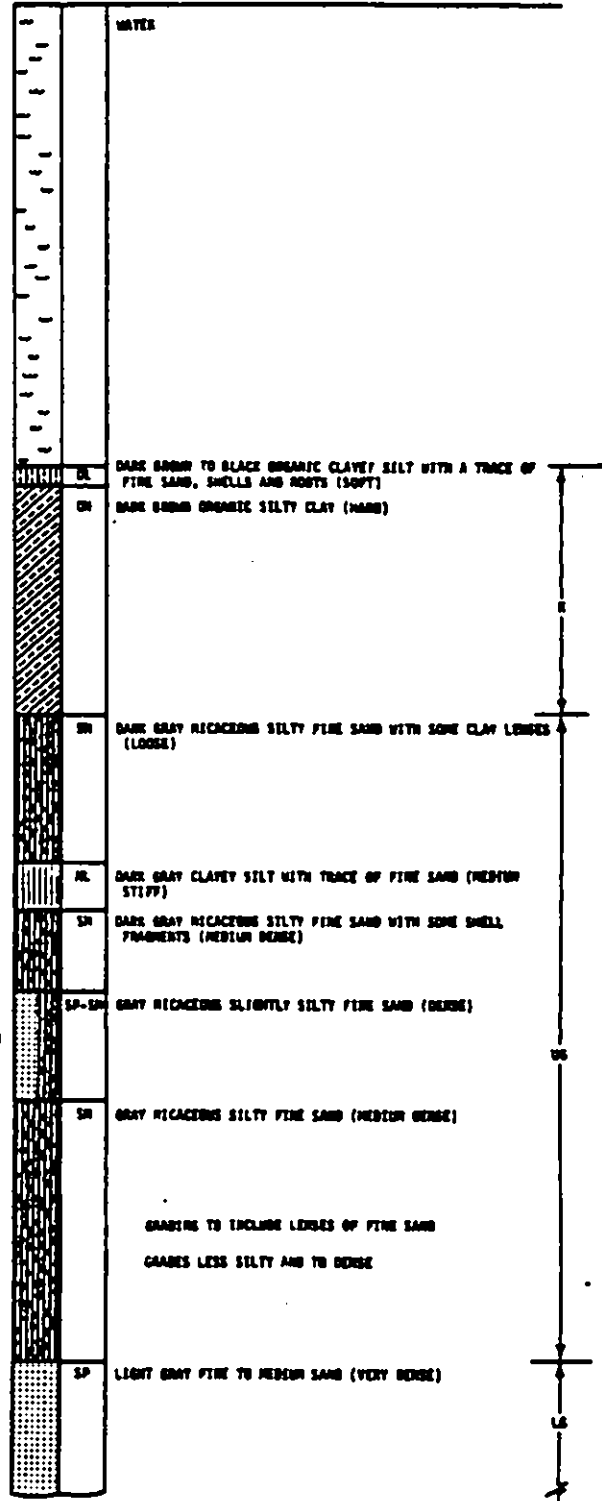 WATER
OL
DARK BROWN TO BLACK ORGANIC CLAYEY SILT WITH A TRACE OF
FINE SAND, SHELLS AND ROOTS (SOFT)
OH
DARK BROWN ORGANIC SILTY CLAY (HARD)
SM
DARK GRAY MICACEOUS SILTY FINE SAND WITH SOME CLAY LENSES
(LOOSE)
ML
DARK GRAY CLAYEY SILT WITH TRACE OF FINE SAND (MEDIUM
STIFF)
SM
DARK GRAY MICACEOUS SILTY FINE SAND WITH SOME SHELL
FRAGMENTS (MEDIUM DENSE)
SP-SM
GRAY MICACEOUS SLIGHTLY SILTY FINE SAND (DENSE)
UG
SM
GRAY MICACEOUS SILTY FINE SAND (MEDIUM DENSE)
GRADING TO INCLUDE LENSES OF FINE SAND
GRADES LESS SILTY AND TO DENSE
SP
LIGHT GRAY FINE TO MEDIUM SAND (VERY DENSE)
LG